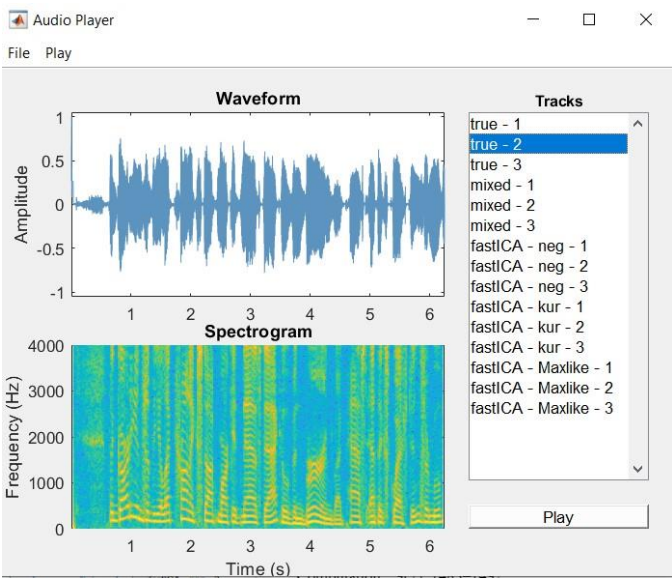 Audio Player
File Play
Waveform
Amplitude
1
0.5
0
-0.5
-1
1 2 3 4 5 6
Spectrogram
Frequency (Hz)
4000
3000
2000
1000
0
1 2 3 4 5 6
Time (s)
Tracks
true - 1
true - 2
true - 3
mixed - 1
mixed - 2
mixed - 3
fastICA - neg - 1
fastICA - neg - 2
fastICA - neg - 3
fastICA - kur - 1
fastICA - kur - 2
fastICA - kur - 3
fastICA - Maxlike - 1
fastICA - Maxlike - 2
fastICA - Maxlike - 3
Play